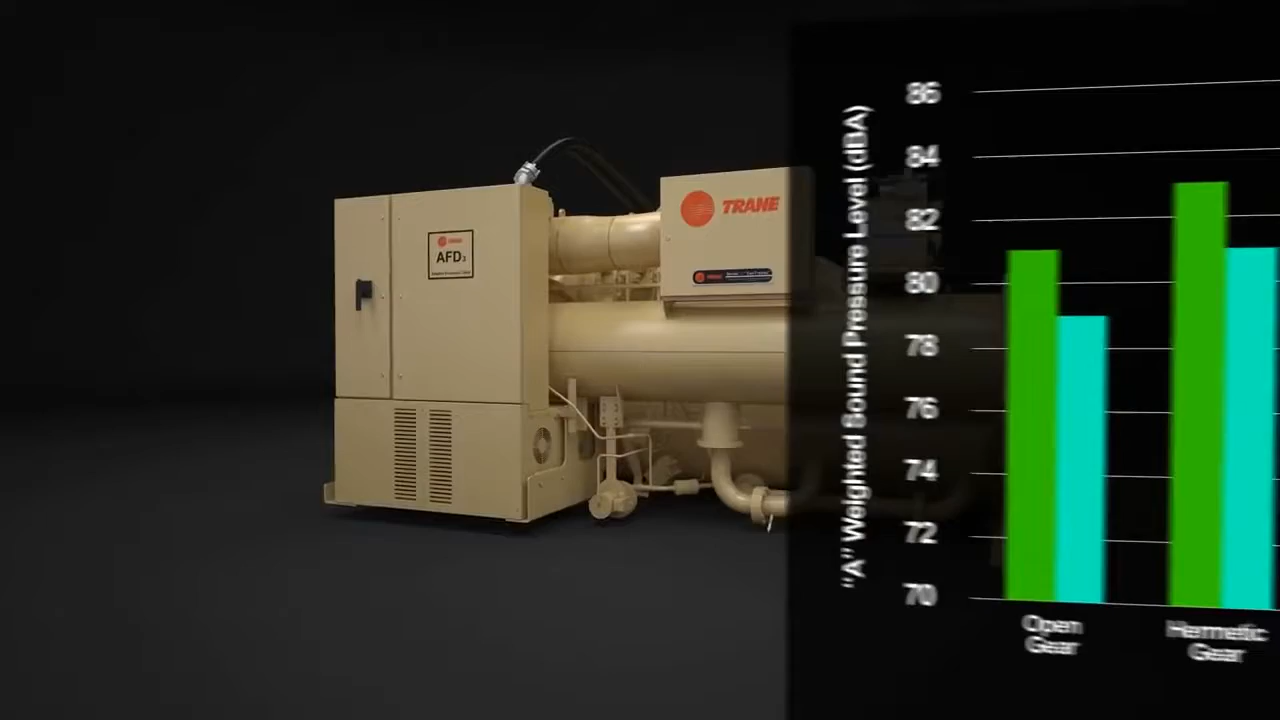 TRANE
AFD3
TRANE
"A" Weighted Sound Pressure Level (dBA)
86
84
82
80
78
76
74
72
70
Open
Gear
Hermetic
Gear